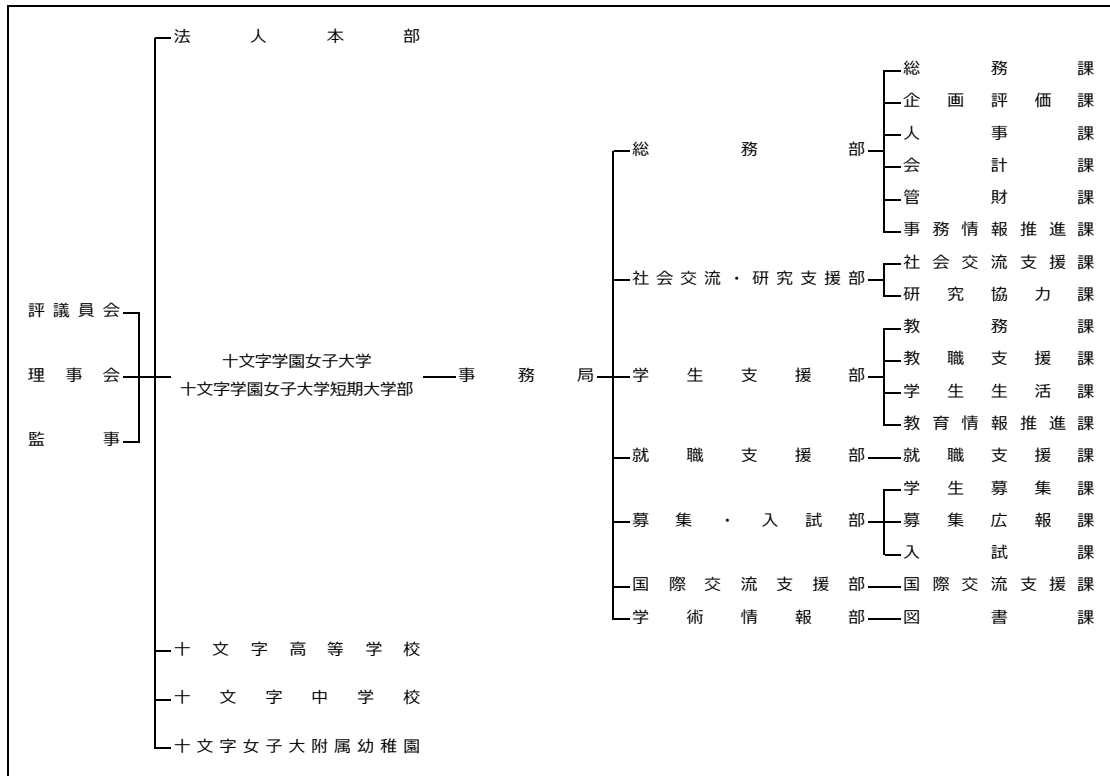 法人本部
総務課
企画評価課
人事課
総務部
会計課
管財課
事務情報推進課
社会交流支援課
社会交流・研究支援部
研究協力課
評議員会
教務課
十文字学園女子大学
教職支援課
理事会
事務局
学生支援部
十文字学園女子大学短期大学部
学生生活課
教育情報推進課
監事
就職支援部
就職支援課
学生募集課
募集・入試部
募集広報課
入試課
国際交流支援部
国際交流支援課
学術情報部
図書課
十文字高等学校
十文字中学校
十文字女子大附属幼稚園